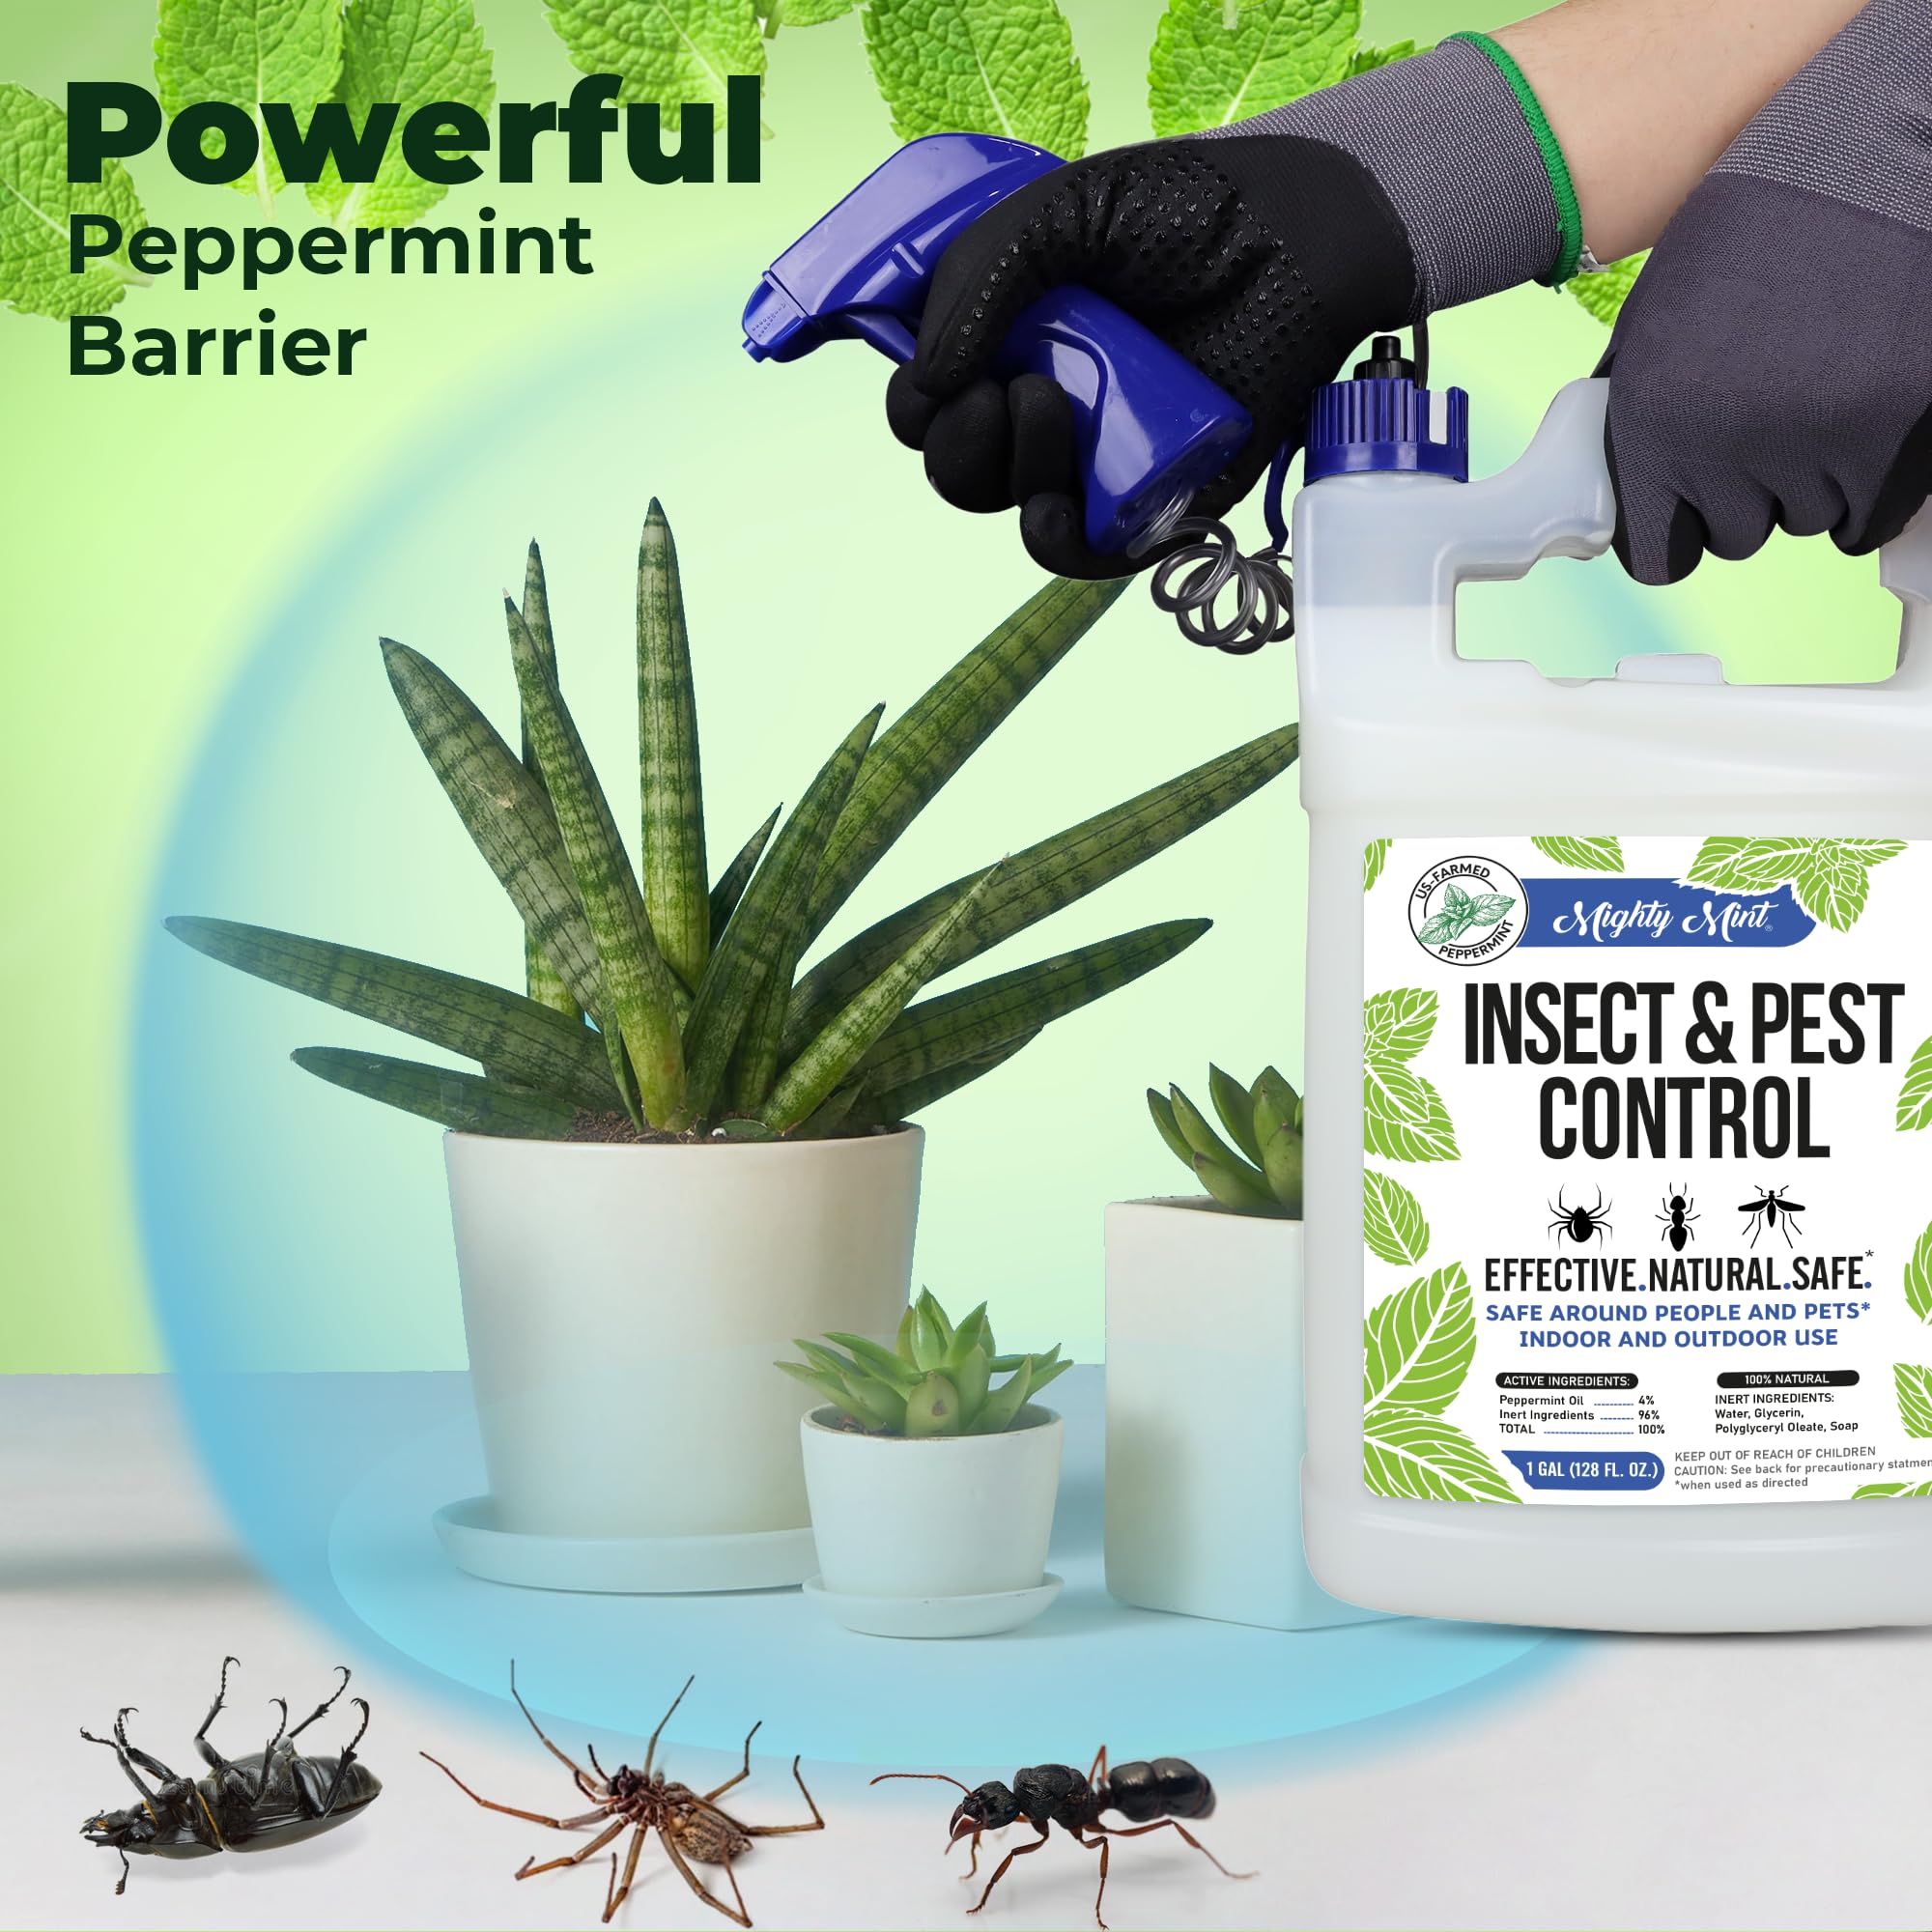 Powerful
Peppermint
Barrier
US-FARMED
PEPPERMINT
Mighty Mint®
INSECT & PEST
CONTROL
EFFECTIVE.NATURAL.SAFE.*
SAFE AROUND PEOPLE AND PETS*
INDOOR AND OUTDOOR USE
ACTIVE INGREDIENTS:
Peppermint Oil ........... 4%
Inert Ingredients ......... 96%
TOTAL ........................ 100%
100% NATURAL
INERT INGREDIENTS:
Water, Glycerin,
Polyglyceryl Oleate, Soap
1 GAL (128 FL. OZ.)
KEEP OUT OF REACH OF CHILDREN
CAUTION: See back for precautionary statmen
*when used as directed